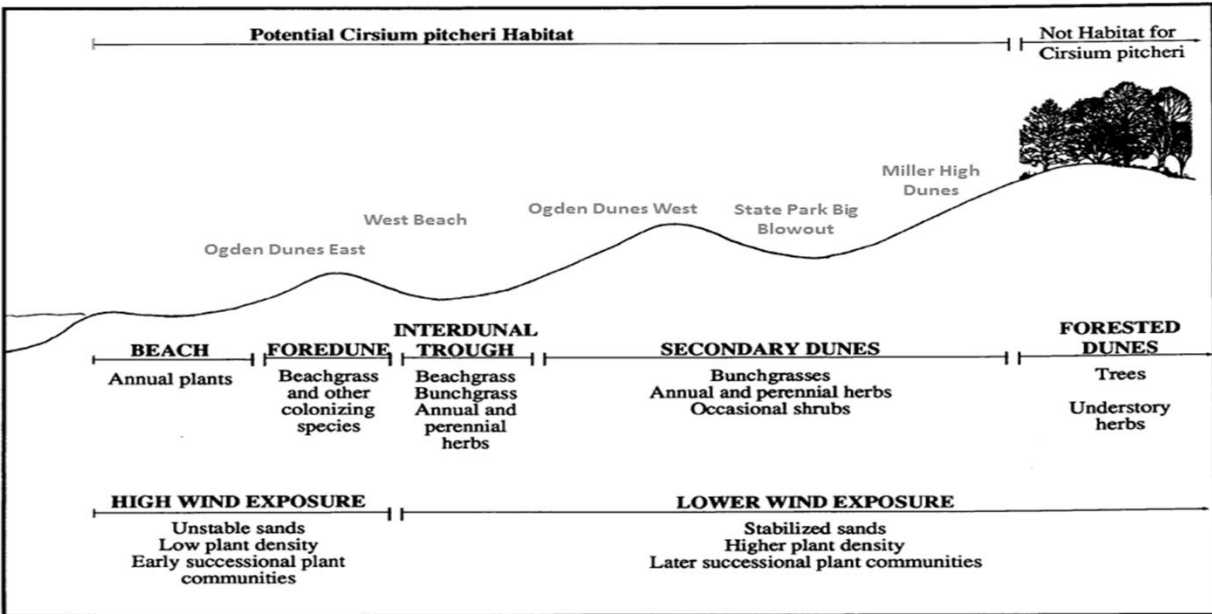 Potential Cirsium pitcheri Habitat
Not Habitat for
Cirsium pitcheri
Miller High
Dunes
Ogden Dunes West
State Park Big
Blowout
West Beach
Ogden Dunes East
BEACH
Annual plants
FOREDUNE
Beachgrass
and other
colonizing
species
INTERDUNAL
TROUGH
Beachgrass
Bunchgrass
Annual and
perennial
herbs
SECONDARY DUNES
Bunchgrasses
Annual and perennial herbs
Occasional shrubs
FORESTED
DUNES
Trees
Understory
herbs
HIGH WIND EXPOSURE
Unstable sands
Low plant density
Early successional plant
communities
LOWER WIND EXPOSURE
Stabilized sands
Higher plant density
Later successional plant communities